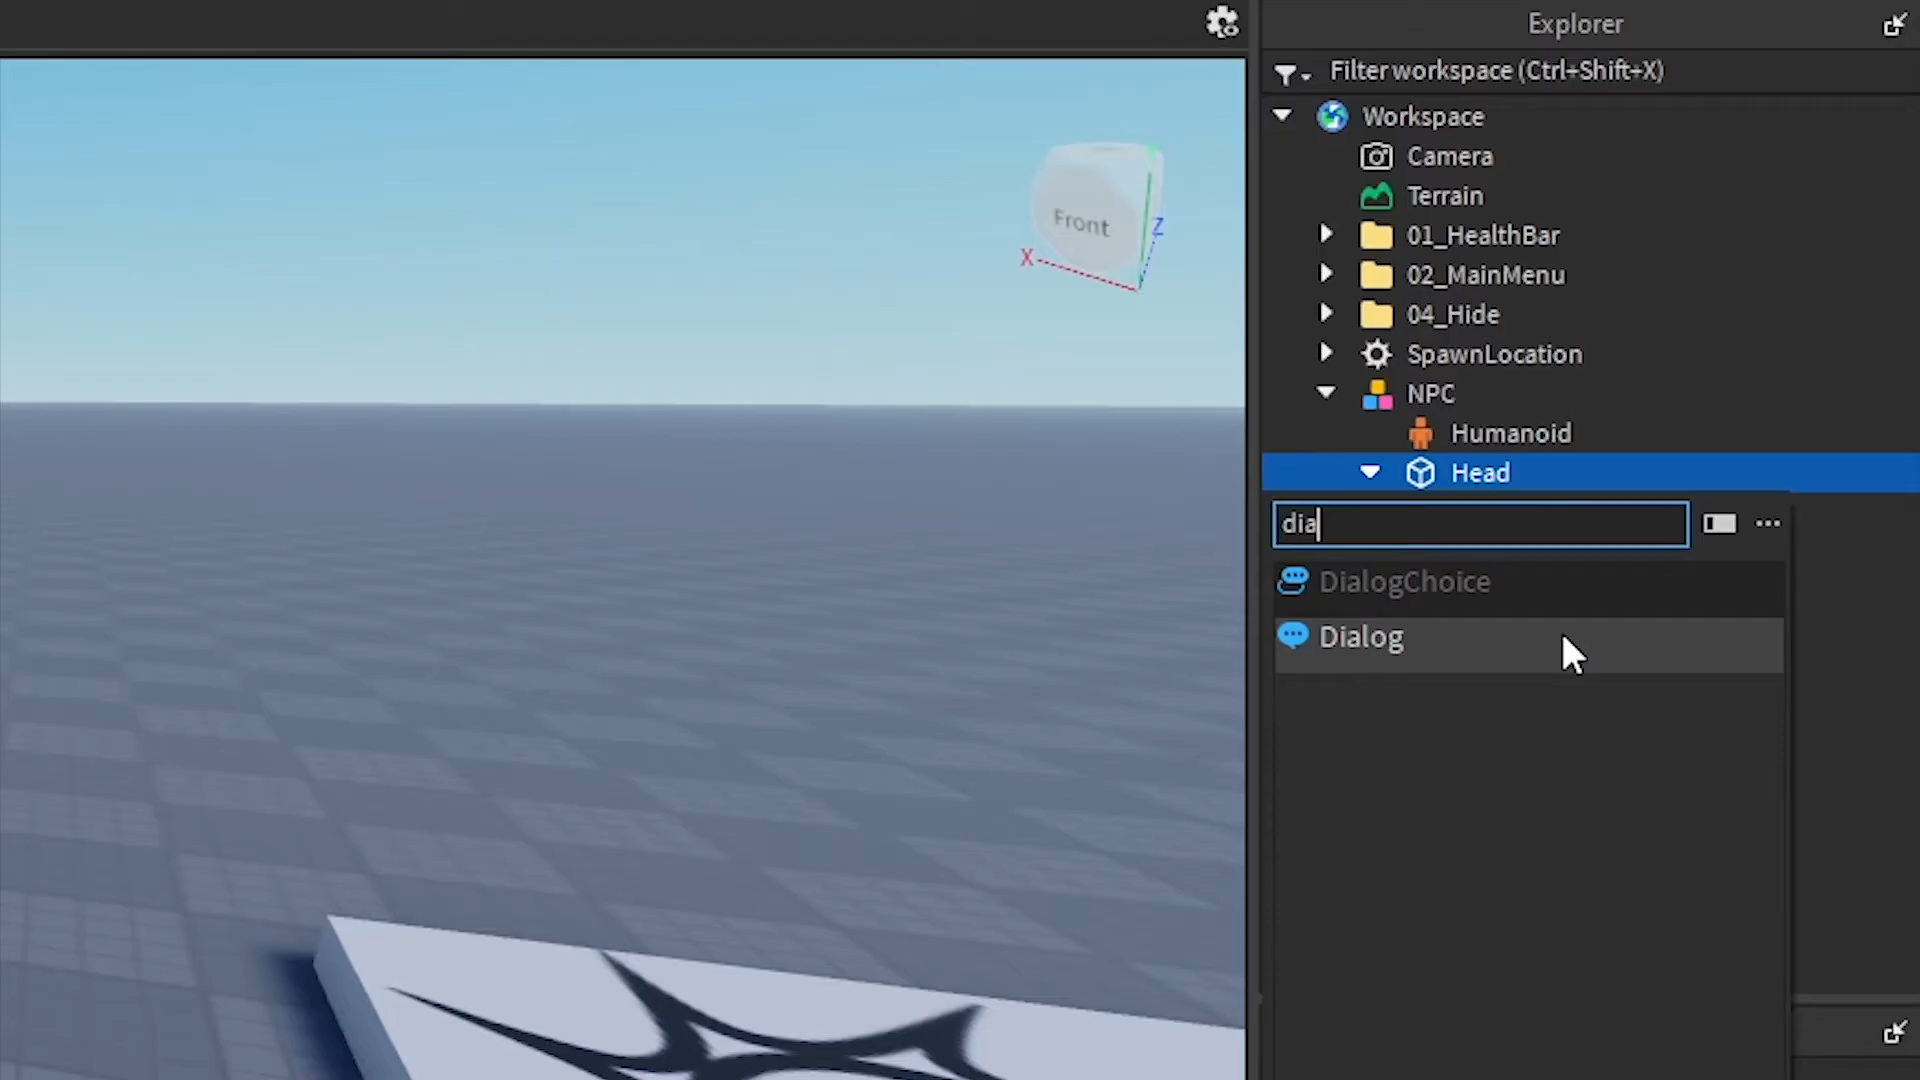 Explorer
Filter workspace (Ctrl+Shift+X)
Workspace
Camera
Terrain
01_HealthBar
02_MainMenu
04_Hide
SpawnLocation
NPC
Humanoid
Head
dia
DialogChoice
Dialog
Front
X
Z